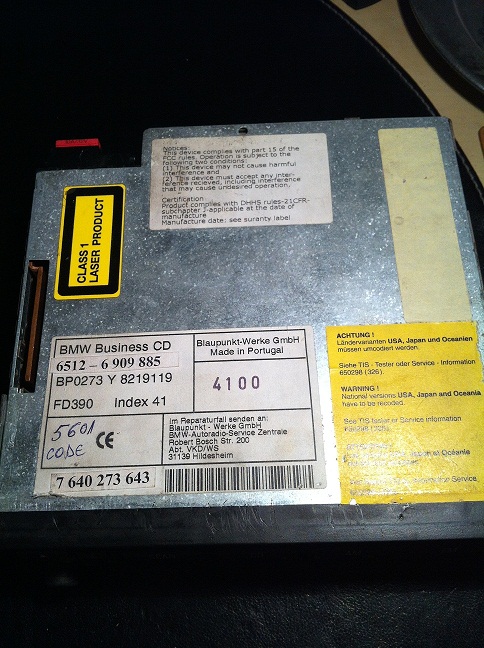 Notices:
This device complies with part 15 of the
FCC rules. Operation is subject to the
following two conditions:
(1) This device may not cause harmful
interference and
(2) This device must accept any inter-
ference recieved, including interference
that may cause undesired operation.
Certification
Product complies with DHHS rules-21CFR-
subchapter J-applicable at the date of
manufacture
Manufacture date: see suranty label
CLASS 1
LASER PRODUCT
BMW Business CD
6512 – 6 909 885
BP0273 Y 8219119
FD390 Index 41
5601
CODE
CE
7 640 273 643
Blaupunkt-Werke GmbH
Made in Portugal
4100
im Reparaturfall senden an:
Blaupunkt - Werke GmbH
BMW-Autoradio-Service Zentrale
Robert Bosch Str. 200
Abt. VKD/WS
31139 Hildesheim
ACHTUNG !
Ländervarianten USA, Japan und Oceanien
müssen umcodiert werden.
Siehe TIS - Tester oder Service - Information
650298 (326).
WARNING !
National versions USA, Japan and Oceania
have to be recoded.
See TIS tester or Service information